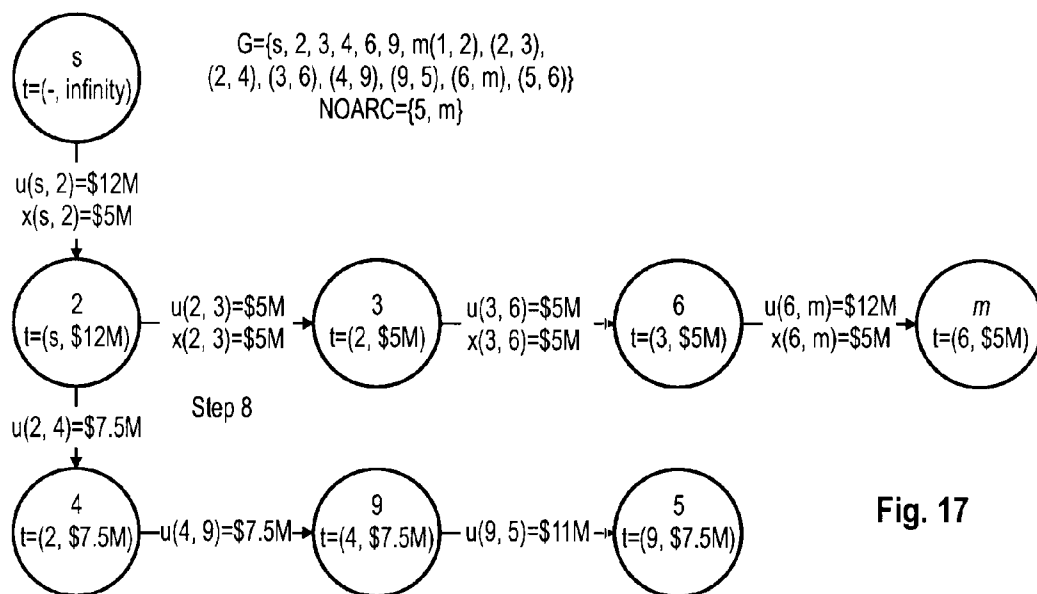 s
t=(-, infinity)
G={s, 2, 3, 4, 6, 9, m(1, 2), (2, 3),
(2, 4), (3, 6), (4, 9), (9, 5), (6, m), (5, 6)}
NOARC={5, m}
u(s, 2)=$12M
x(s, 2)=$5M
2
t=(s, $12M)
u(2, 3)=$5M
x(2, 3)=$5M
3
t=(2, $5M)
u(3, 6)=$5M
x(3, 6)=$5M
6
t=(3, $5M)
u(6, m)=$12M
x(6, m)=$5M
m
t=(6, $5M)
u(2, 4)=$7.5M
Step 8
4
t=(2, $7.5M)
u(4, 9)=$7.5M
9
t=(4, $7.5M)
u(9, 5)=$11M
5
t=(9, $7.5M)
Fig. 17